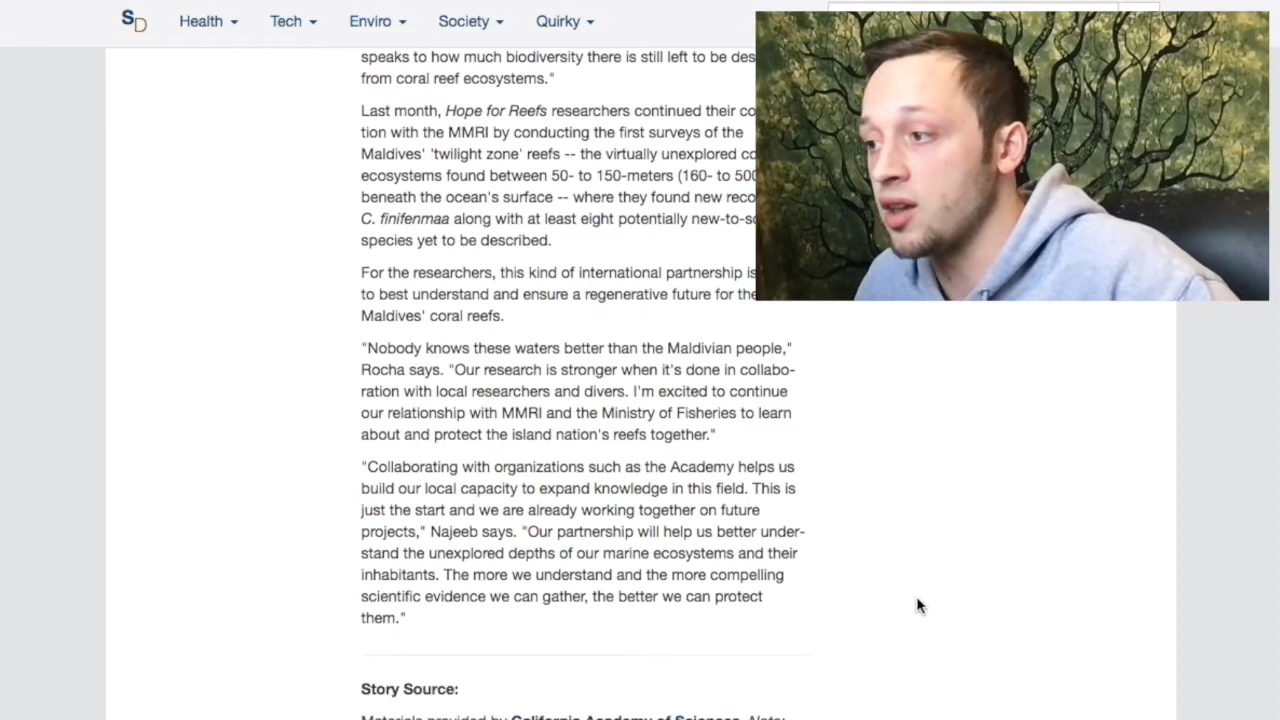 SD Health Tech Enviro Society Quirky
speaks to how much biodiversity there is still left to be
from coral reef ecosystems."
Last month, Hope for Reefs researchers continued their
tion with the MMRI by conducting the first surveys of the
Maldives' 'twilight zone' reefs -- the virtually unexplored
ecosystems found between 50- to 150-meters (160- to
beneath the ocean's surface -- where they found new
C. finifenmaa along with at least eight potentially
species yet to be described.
For the researchers, this kind of international partnership is
to best understand and ensure a regenerative future for the
Maldives' coral reefs.
"Nobody knows these waters better than the Maldivian people,"
Rocha says. "Our research is stronger when it's done in collabo-
ration with local researchers and divers. I'm excited to continue
our relationship with MMRI and the Ministry of Fisheries to learn
about and protect the island nation's reefs together."
"Collaborating with organizations such as the Academy helps us
build our local capacity to expand knowledge in this field. This is
just the start and we are already working together on future
projects," Najeeb says. "Our partnership will help us better under-
stand the unexplored depths of our marine ecosystems and their
inhabitants. The more we understand and the more compelling
scientific evidence we can gather, the better we can protect
them."
Story Source:
Materials provided by California Academy of Sciences. Note: